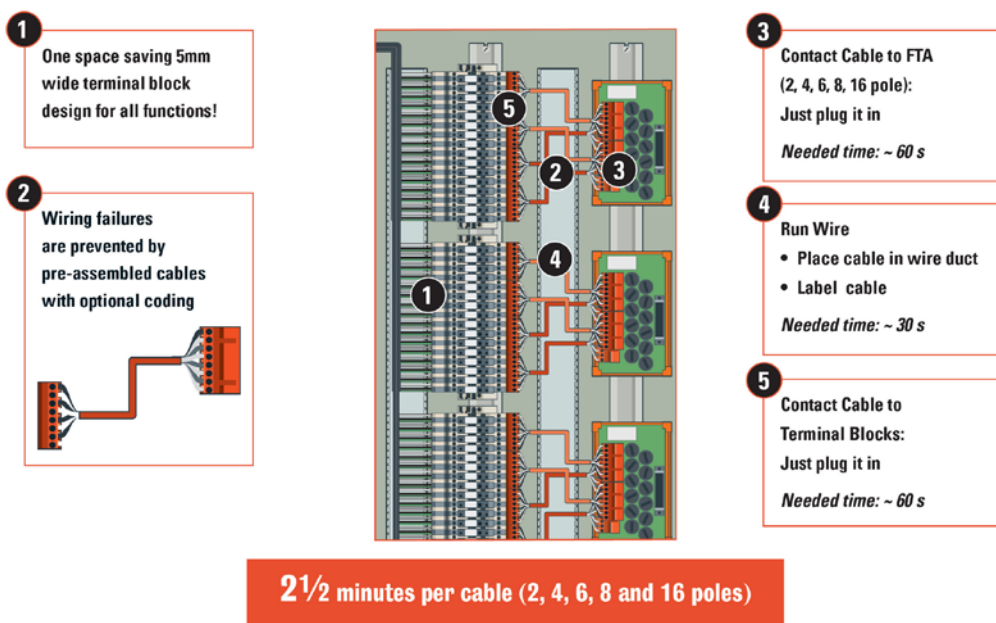 1
One space saving 5mm
wide terminal block
design for all functions!
2
Wiring failures
are prevented by
pre-assembled cables
with optional coding
5
2
3
4
1
3
Contact Cable to FTA
(2, 4, 6, 8, 16 pole):
Just plug it in
Needed time: ~ 60 s
4
Run Wire
• Place cable in wire duct
• Label cable
Needed time: ~ 30 s
5
Contact Cable to
Terminal Blocks:
Just plug it in
Needed time: ~ 60 s
2½ minutes per cable (2, 4, 6, 8 and 16 poles)